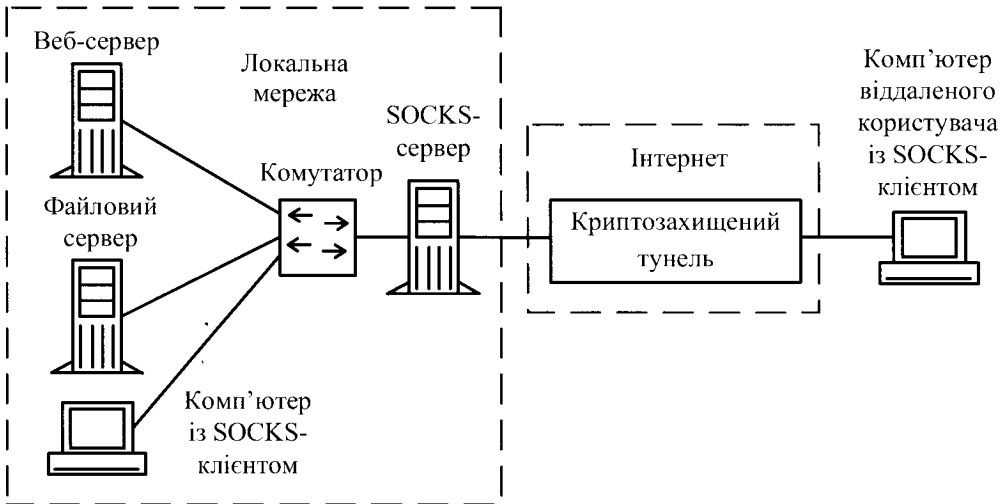 Веб-сервер
Локальна
мережа
SOCKS-
сервер
Комутатор
Файловий
сервер
Комп’ютер
із SOCKS-
клієнтом
Інтернет
Криптозахищений
тунель
Комп’ютер
віддаленого
користувача
із SOCKS-
клієнтом